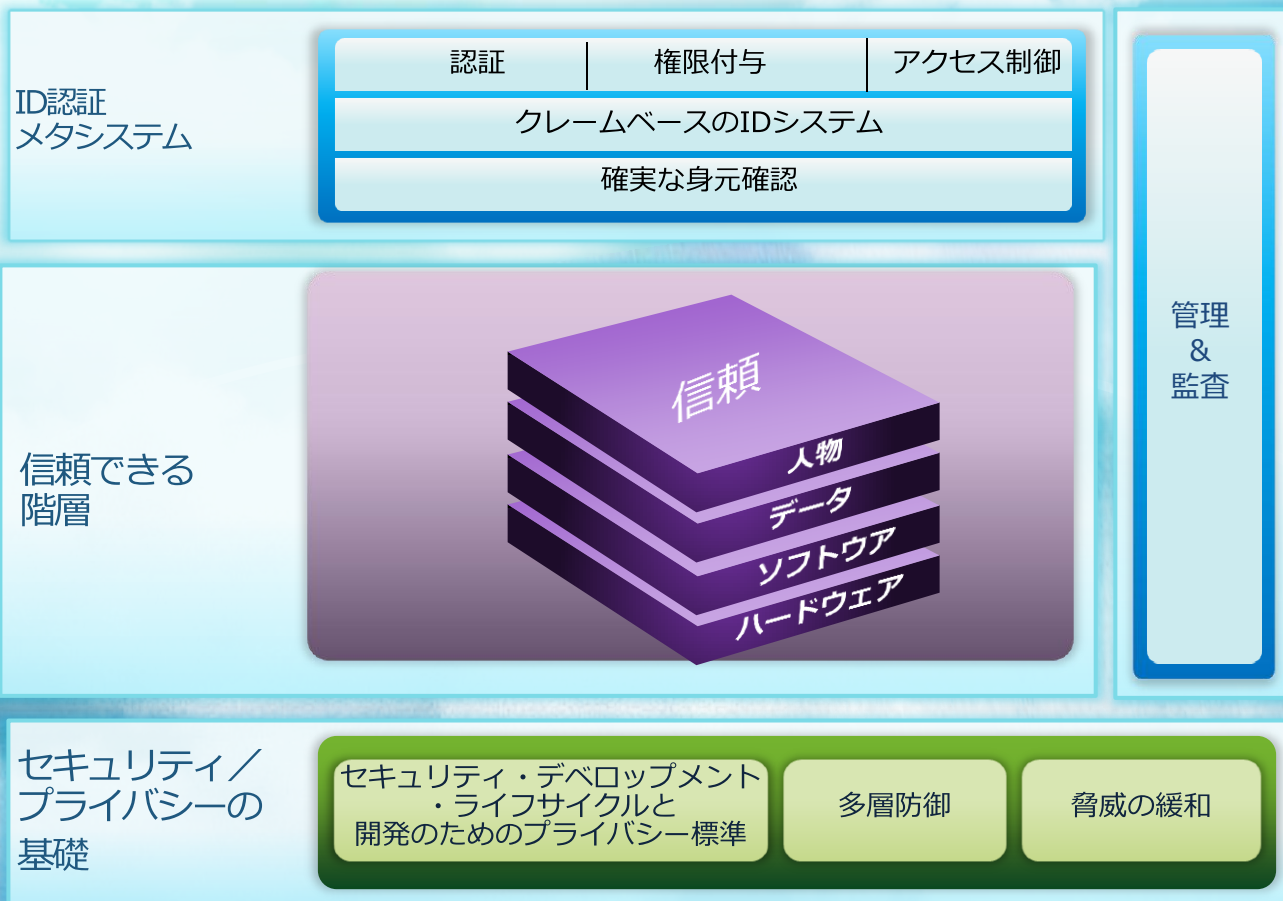 ID認証
メタシステム
認証
権限付与
アクセス制御
クレームベースのIDシステム
確実な身元確認
管理
&
監査
信頼できる
階層
信頼
人物
データ
ソフトウア
ハードウェア
セキュリティ／
プライバシーの
基礎
セキュリティ・デベロップメント
・ライフサイクルと
開発のためのプライバシー標準
多層防御
脅威の緩和